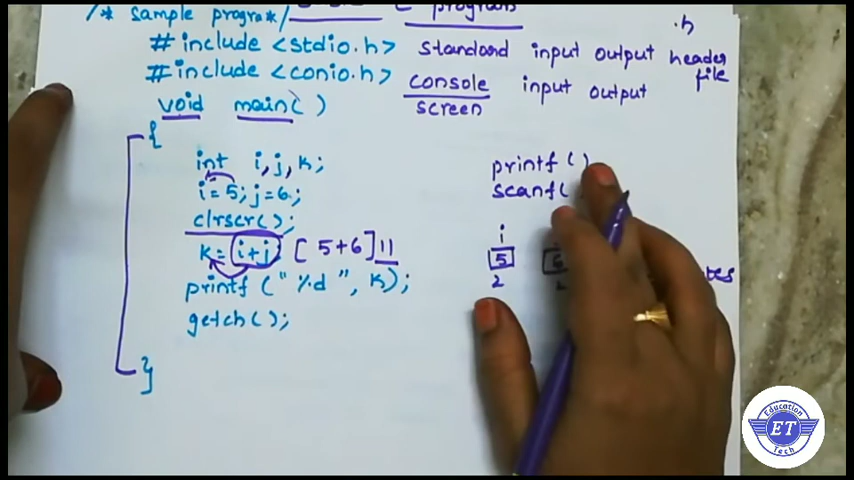 /* sample progra*/ C program
.h
#include <stdio.h> standard input output header file
#include <conio.h> console input output
screen
void main( )
{
int i,j,k;
i=5; j=6;
clrscr();
k= i+j [5+6] 11
printf ("%d", k);
getch();
}
printf ()
scanf(
i
5
2
Education
ET
Tech